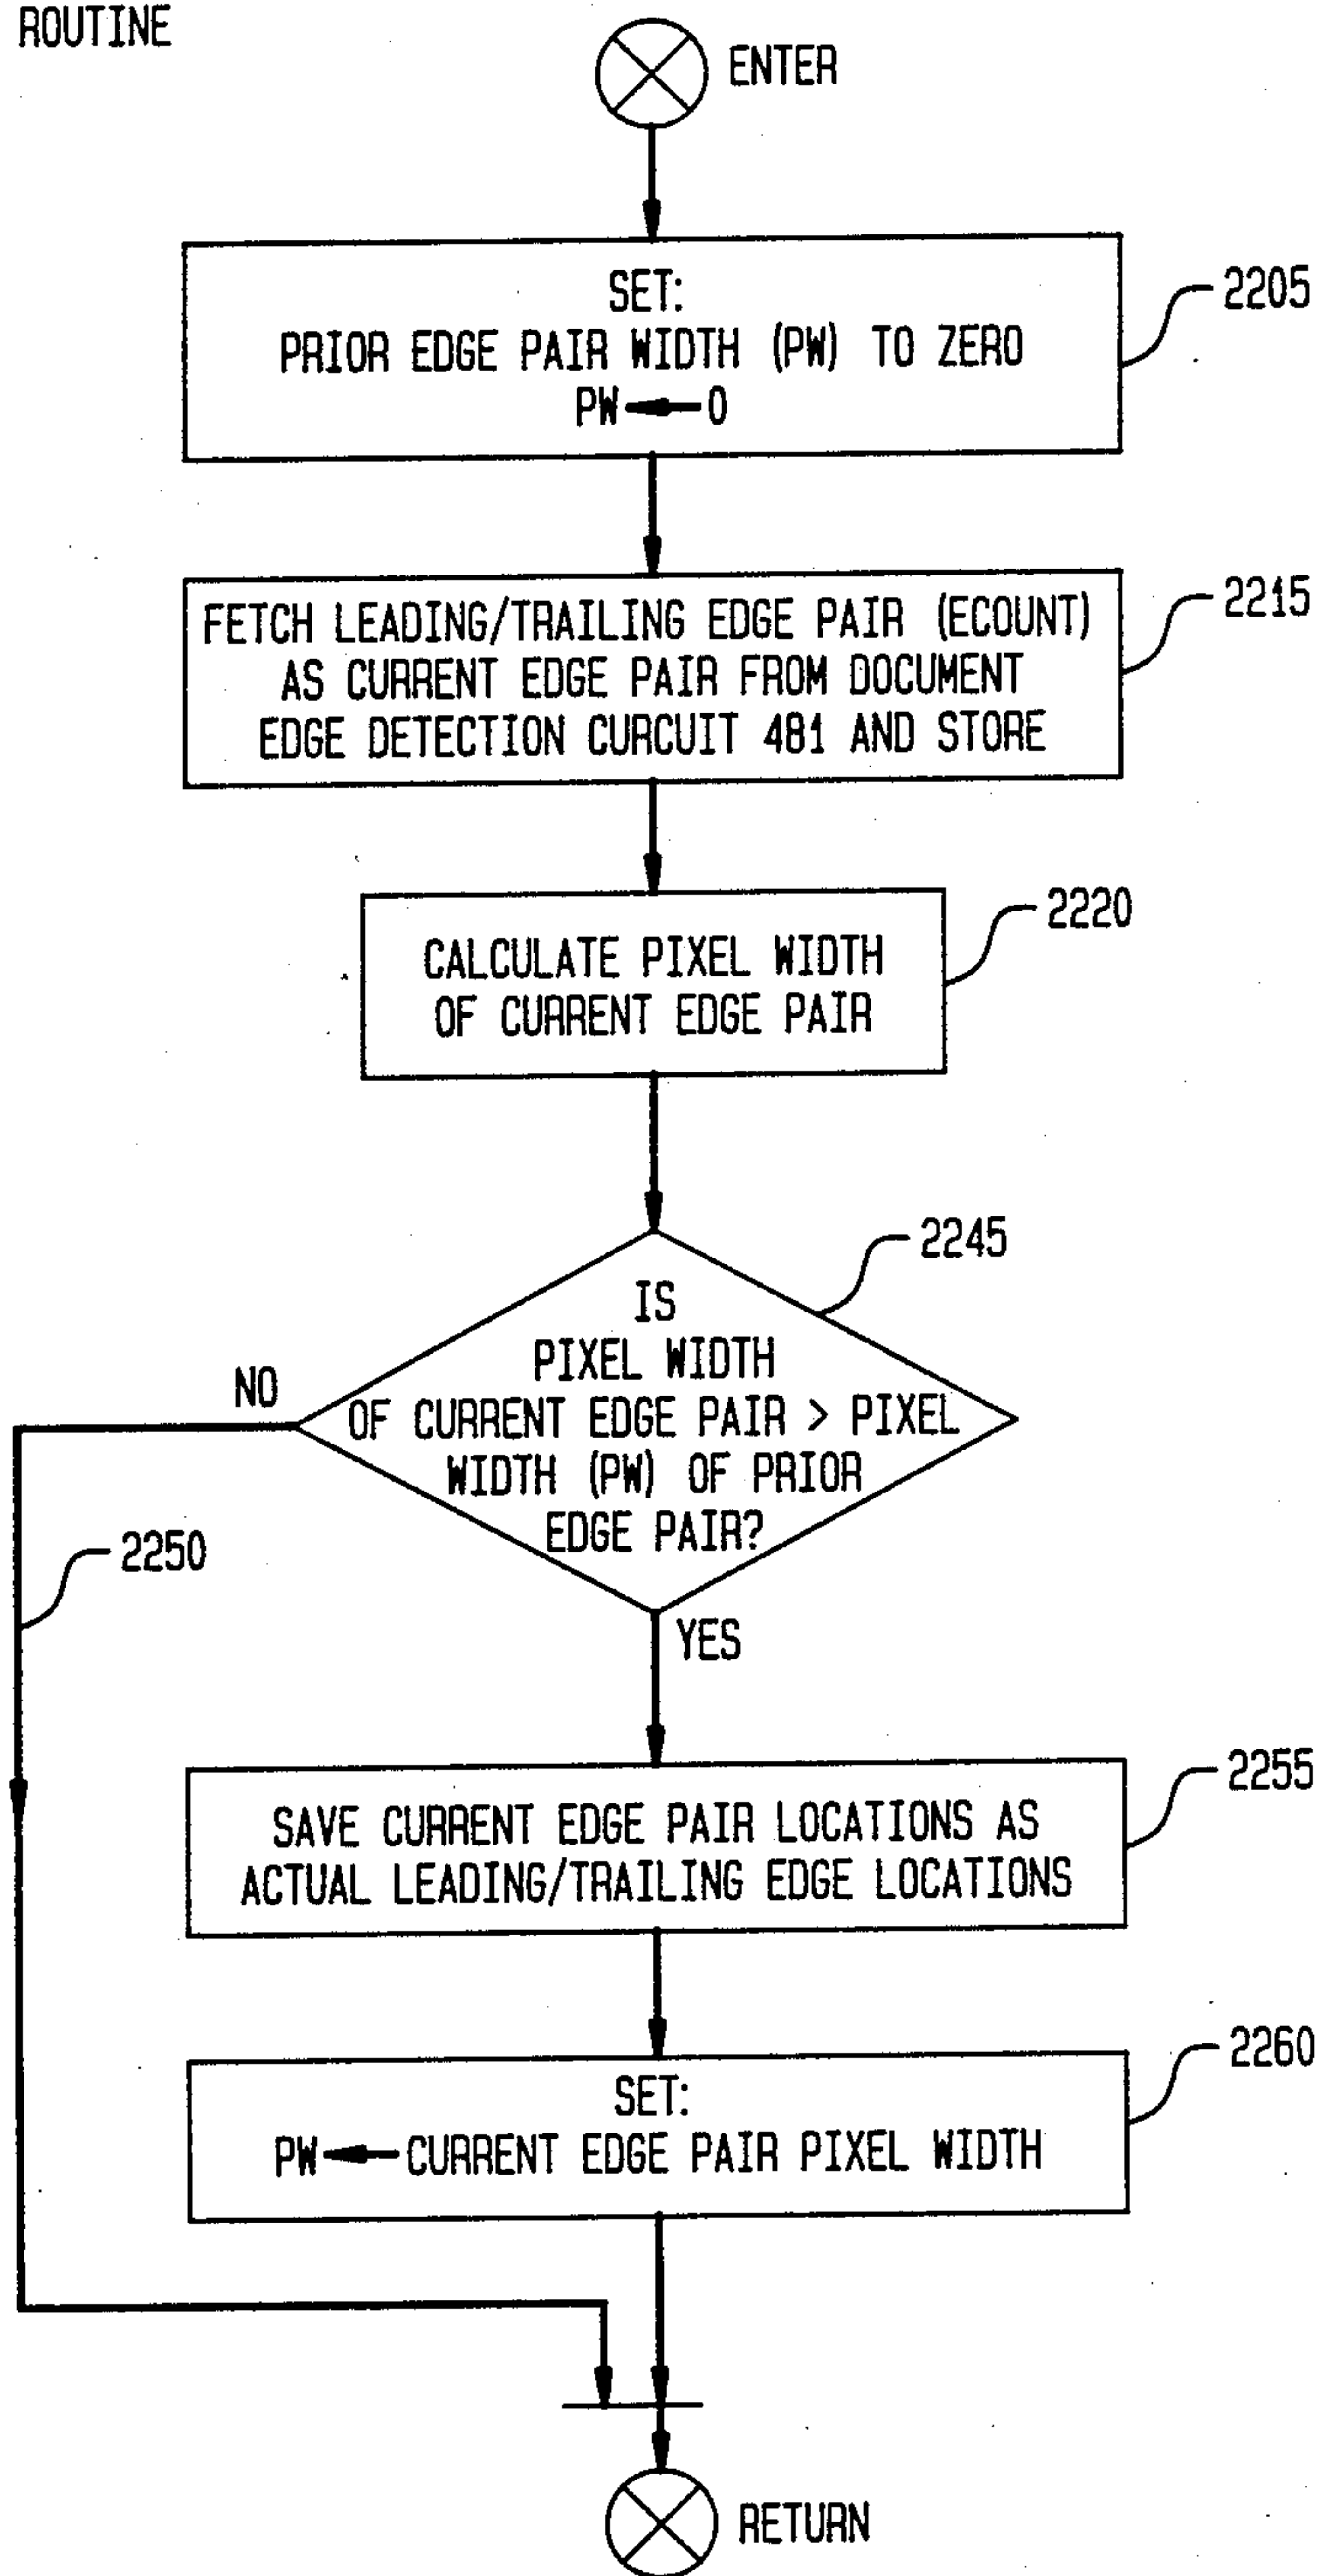 ROUTINE
ENTER
SET:
PRIOR EDGE PAIR WIDTH (PW) TO ZERO
PW ← 0
2205
FETCH LEADING/TRAILING EDGE PAIR (ECOUNT)
AS CURRENT EDGE PAIR FROM DOCUMENT
EDGE DETECTION CURCUIT 481 AND STORE
2215
CALCULATE PIXEL WIDTH
OF CURRENT EDGE PAIR
2220
IS
PIXEL WIDTH
OF CURRENT EDGE PAIR > PIXEL
WIDTH (PW) OF PRIOR
EDGE PAIR?
2245
NO
2250
YES
SAVE CURRENT EDGE PAIR LOCATIONS AS
ACTUAL LEADING/TRAILING EDGE LOCATIONS
2255
SET:
PW ← CURRENT EDGE PAIR PIXEL WIDTH
2260
RETURN